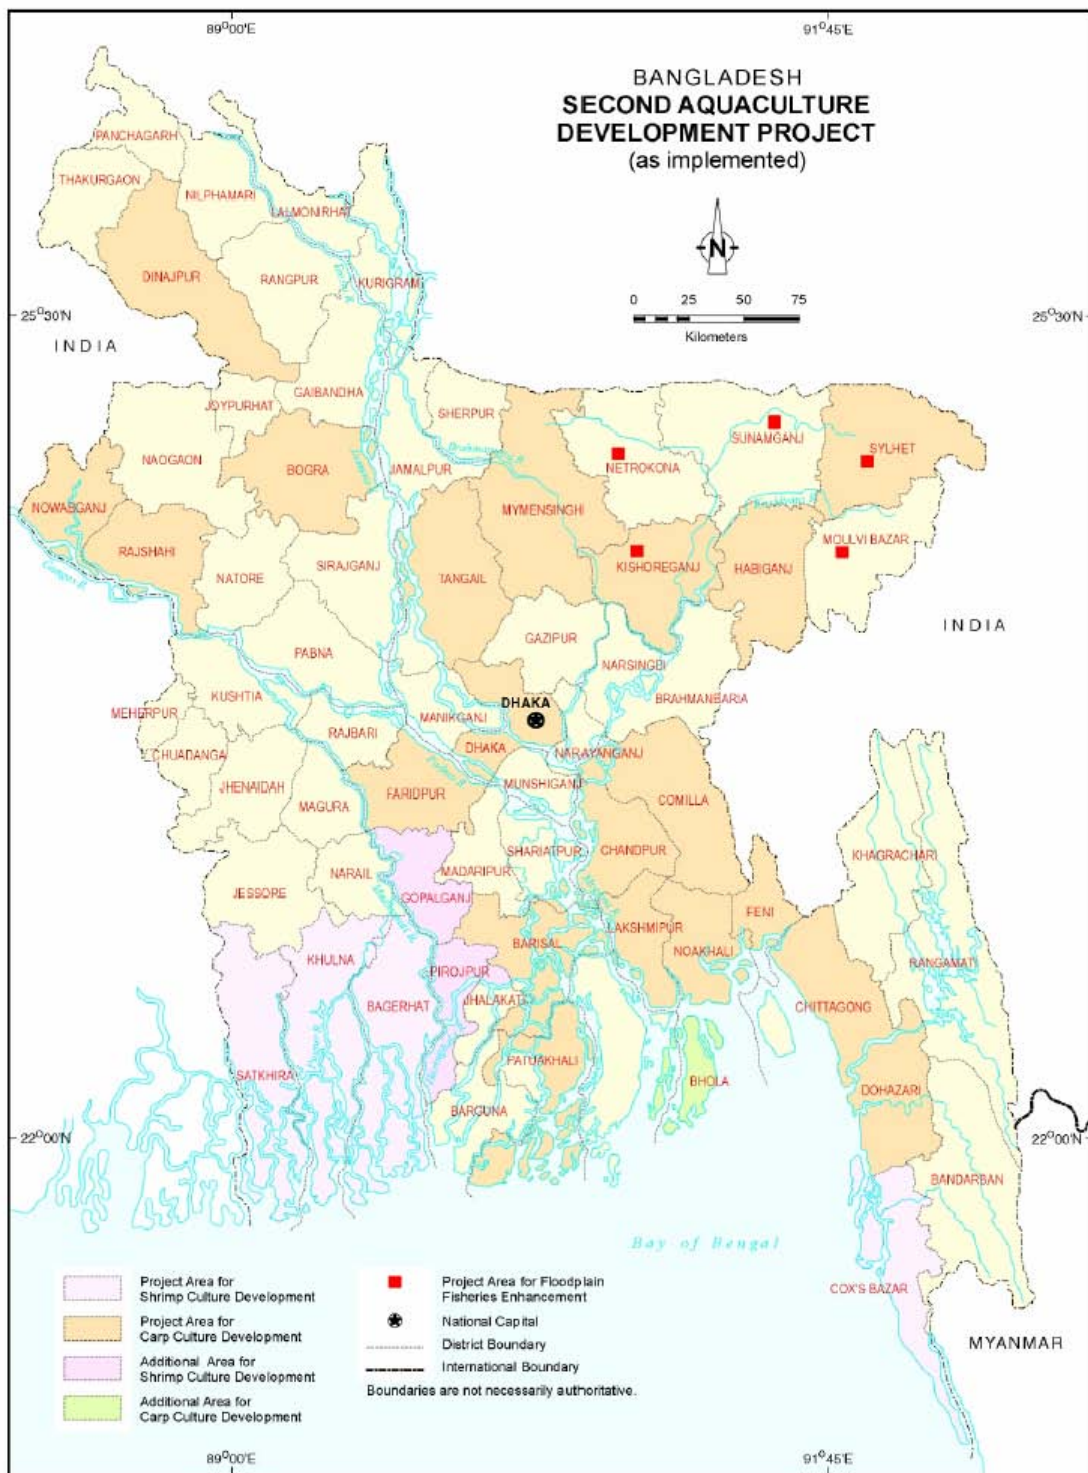 89°00'E
91°45'E
BANGLADESH
SECOND AQUACULTURE
DEVELOPMENT PROJECT
(as implemented)
N
0 25 50 75
Kilometers
25°30'N
25°30'N
INDIA
PANCHAGARH
THAKURGAON
NILPHAMARI
LALMONIRHAT
DINAJPUR
RANGPUR
KURIGRAM
GAIBANDHA
JOYPURHAT
SHERPUR
NAOGAON
BOGRA
JAMALPUR
NETROKONA
SUNAMGANJ
SYLHET
NOWABGANJ
MYMENSINGH
RAJSHAHI
SIRAJGANJ
TANGAIL
KISHOREGANJ
HABIGANJ
MOULVI BAZAR
NATORE
Ganges R.
INDIA
GAZIPUR
PABNA
NARSINGDI
KUSHTIA
MEHERPUR
DHAKA
BRAHMANBARIA
MANIKGANJ
RAJBARI
CHUADANGA
DHAKA
NARAYANGANJ
JHENAIDAH
FARIDPUR
MUNSHIGANJ
MAGURA
COMILLA
SHARIATPUR
CHANDPUR
KHAGRACHARI
NARAIL
MADARIPUR
JESSORE
GOPALGANJ
FENI
LAKSHMIPUR
BARISAL
NOAKHALI
KHULNA
RANGAMATI
PIROJPUR
BAGERHAT
JHALAKATI
CHITTAGONG
PATUAKHALI
SATKHIRA
BHOLA
DOHAZARI
BARGUNA
22°00'N
22°00'N
BANDARBAN
Bay of Bengal
COX'S BAZAR
MYANMAR
Project Area for
Shrimp Culture Development
Project Area for
Carp Culture Development
Additional Area for
Shrimp Culture Development
Additional Area for
Carp Culture Development
Project Area for Floodplain
Fisheries Enhancement
National Capital
District Boundary
International Boundary
Boundaries are not necessarily authoritative.
89°00'E
91°45'E